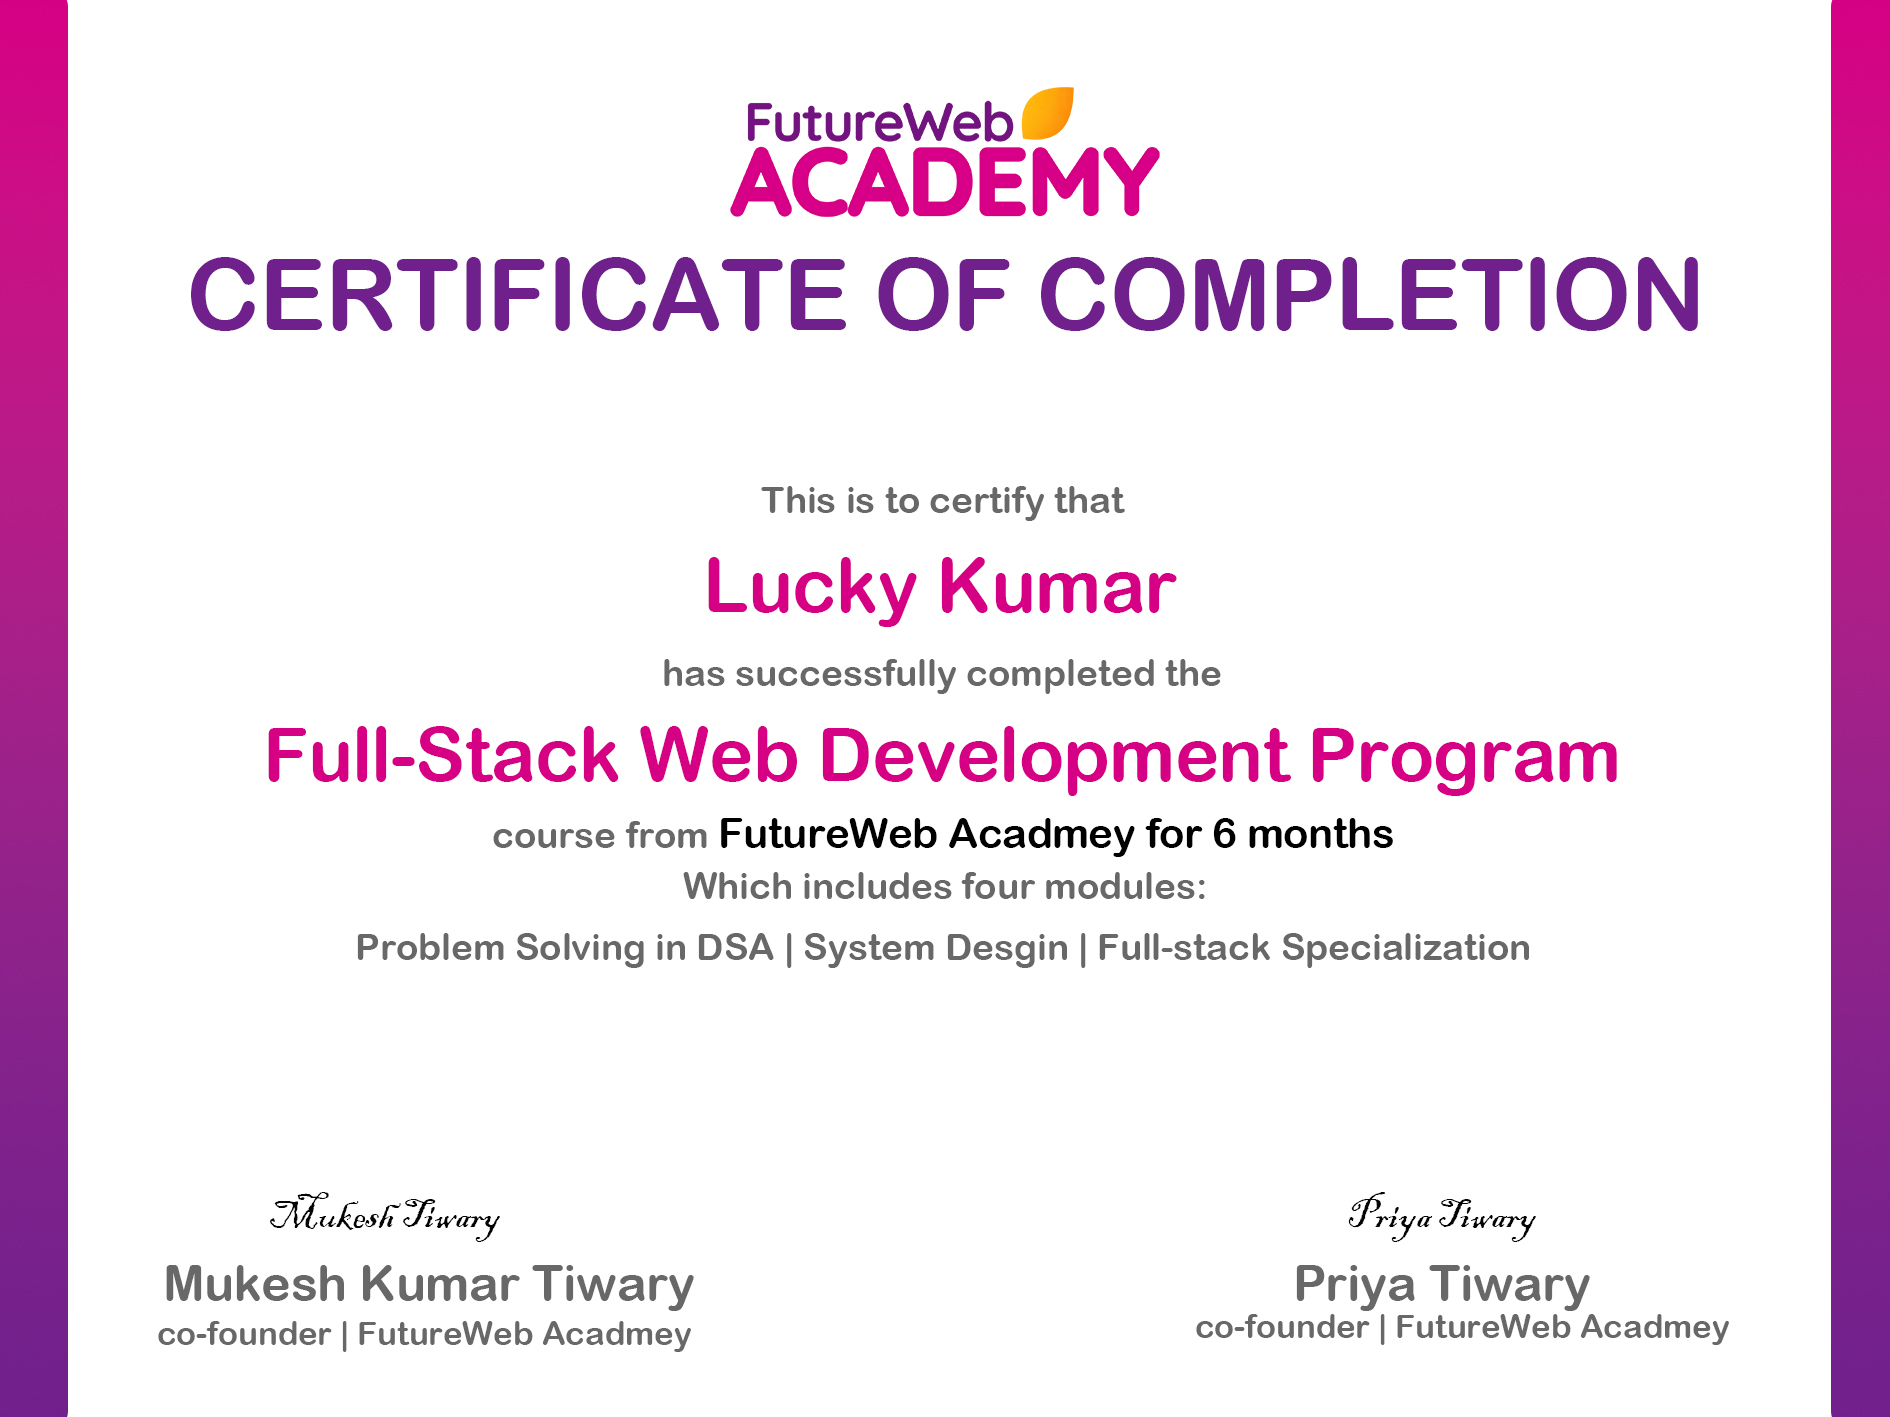 FutureWeb
ACADEMY
CERTIFICATE OF COMPLETION
This is to certify that
Lucky Kumar
has successfully completed the
Full-Stack Web Development Program
course from FutureWeb Acadmey for 6 months
Which includes four modules:
Problem Solving in DSA | System Desgin | Full-stack Specialization
Mukesh Tiwary
Mukesh Kumar Tiwary
co-founder | FutureWeb Acadmey
Priya Tiwary
Priya Tiwary
co-founder | FutureWeb Acadmey